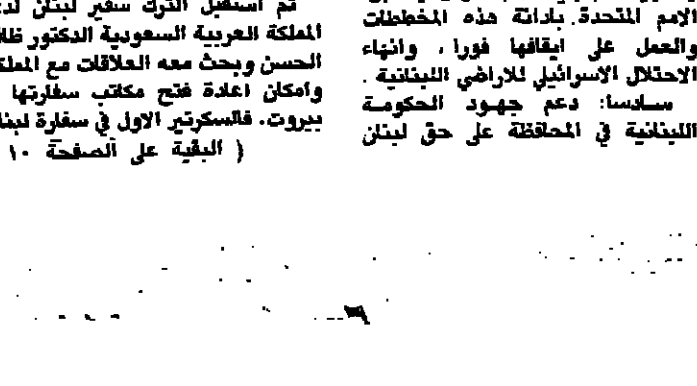 الامم المتحدة بادانة هذه المخططات
والعمل على ايقافها فورا ، وانهاء
الاحتلال الاسرائيلي للاراضي اللبنانية .
سادسا: دعم جهود الحكومة
اللبنانية في المحافظة على حق لبنان
ثم استقبل الترك سفير لبنان لدى
المملكة العربية السعودية الدكتور ظافر
الحسن وبحث معه العلاقات مع المملكة
وامكان اعادة فتح مكاتب سفارتها في
بيروت. فالسكرتير الاول في سفارة لبنان
( البقية على الصفحة ١٠